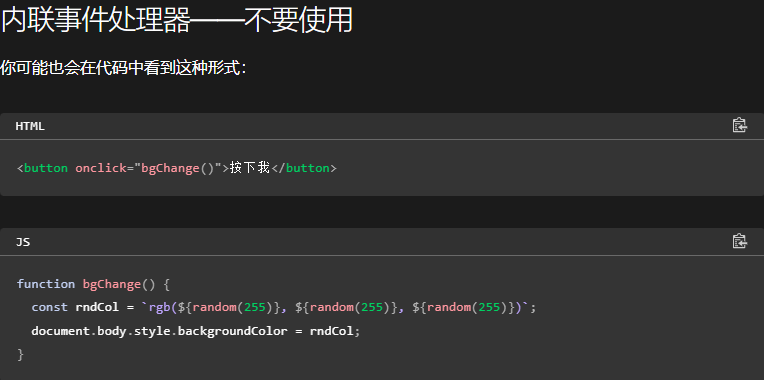 内联事件处理器——不要使用
你可能也会在代码中看到这种形式：
HTML
<button onclick="bgChange()">按下我</button>
JS
function bgChange() {
  const rndCol = `rgb(${random(255)}, ${random(255)}, ${random(255)})`;
  document.body.style.backgroundColor = rndCol;
}